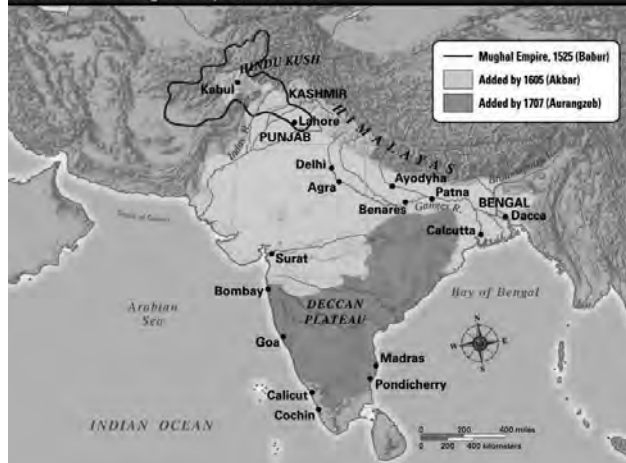 Mughal Empire, 1525 (Babur)
Added by 1605 (Akbar)
Added by 1707 (Aurangzeb)
HINDU KUSH
Kabul
KASHMIR
Lahore
PUNJAB
Indus R.
HIMALAYAS
Delhi
Agra
Ayodyha
Patna
Benares
Ganges R.
BENGAL
Dacca
Calcutta
Surat
Bombay
DECCAN
PLATEAU
Arabian
Sea
Bay of Bengal
Goa
Madras
Pondicherry
Calicut
Cochin
INDIAN OCEAN
N
W
E
S
0 200 400 miles
0 200 400 kilometers